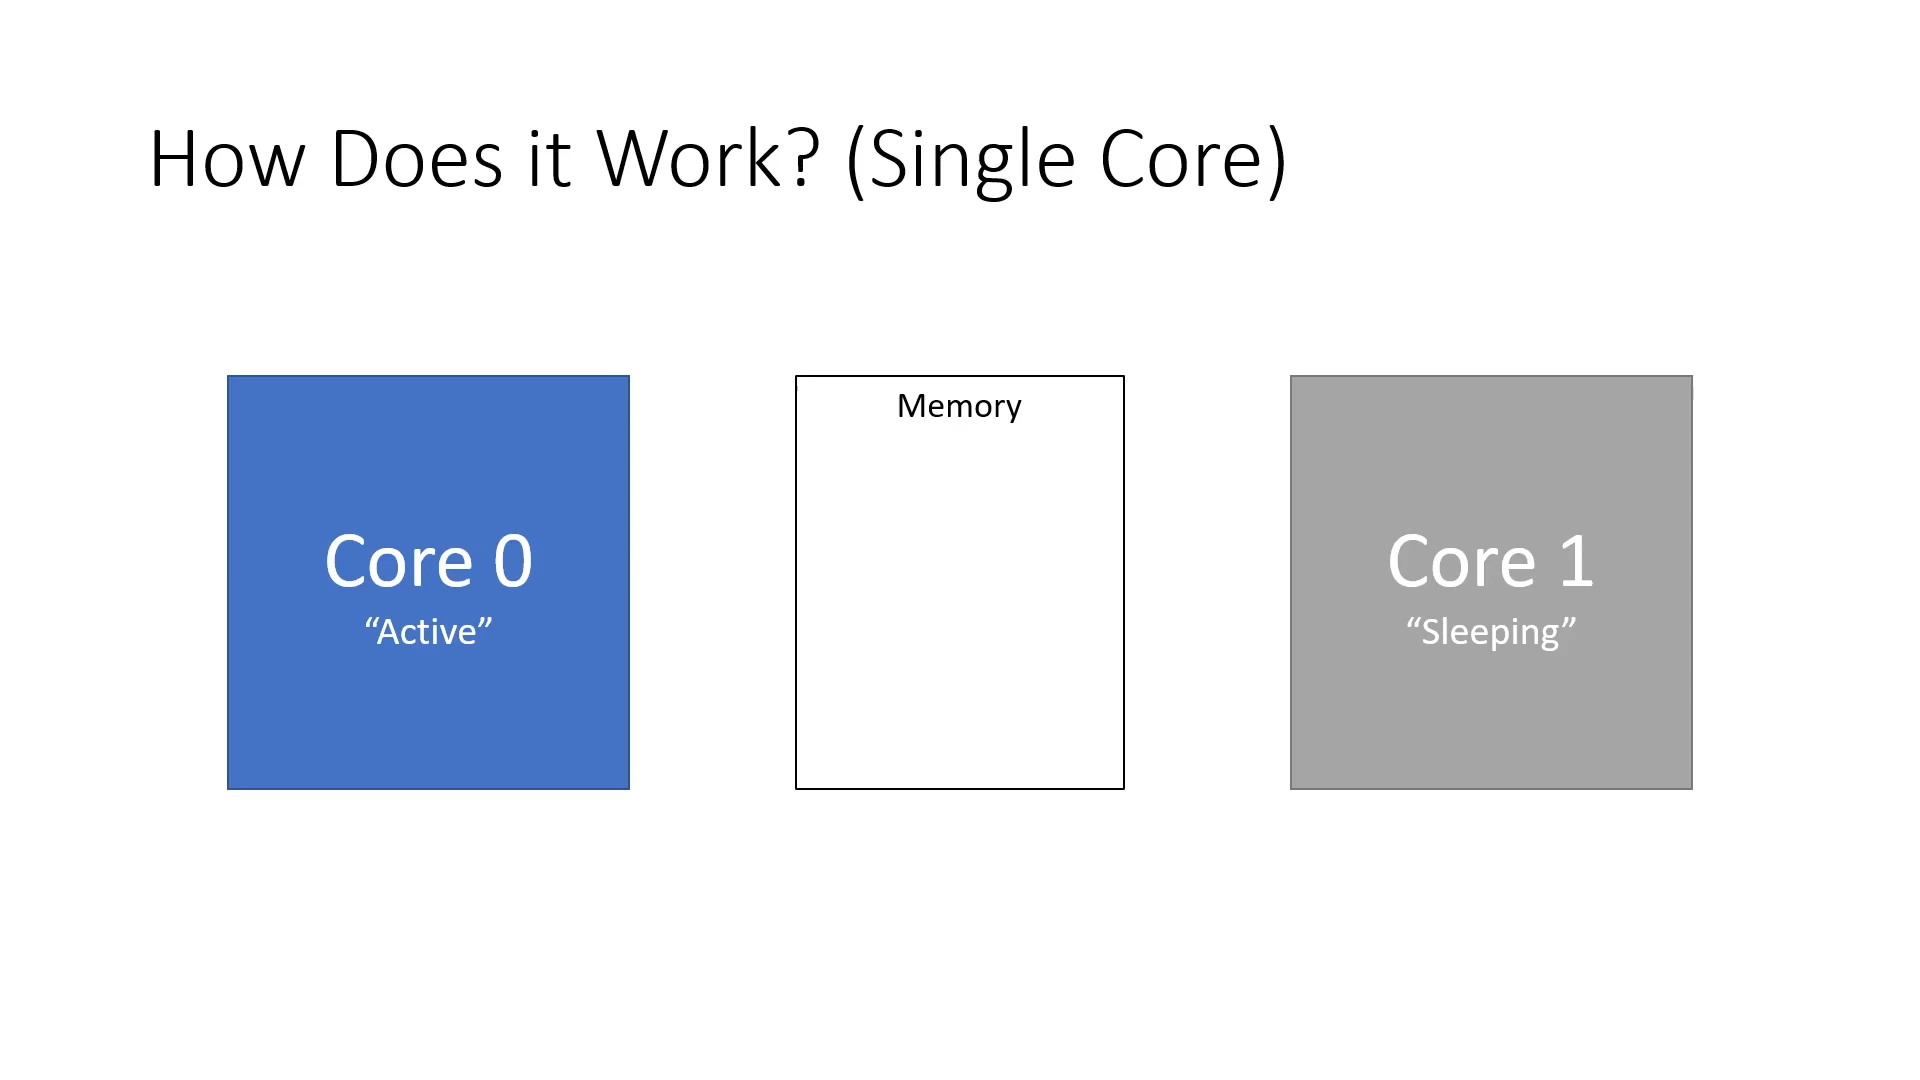 How Does it Work? (Single Core)
Memory
Core 0
“Active”
Core 1
“Sleeping”